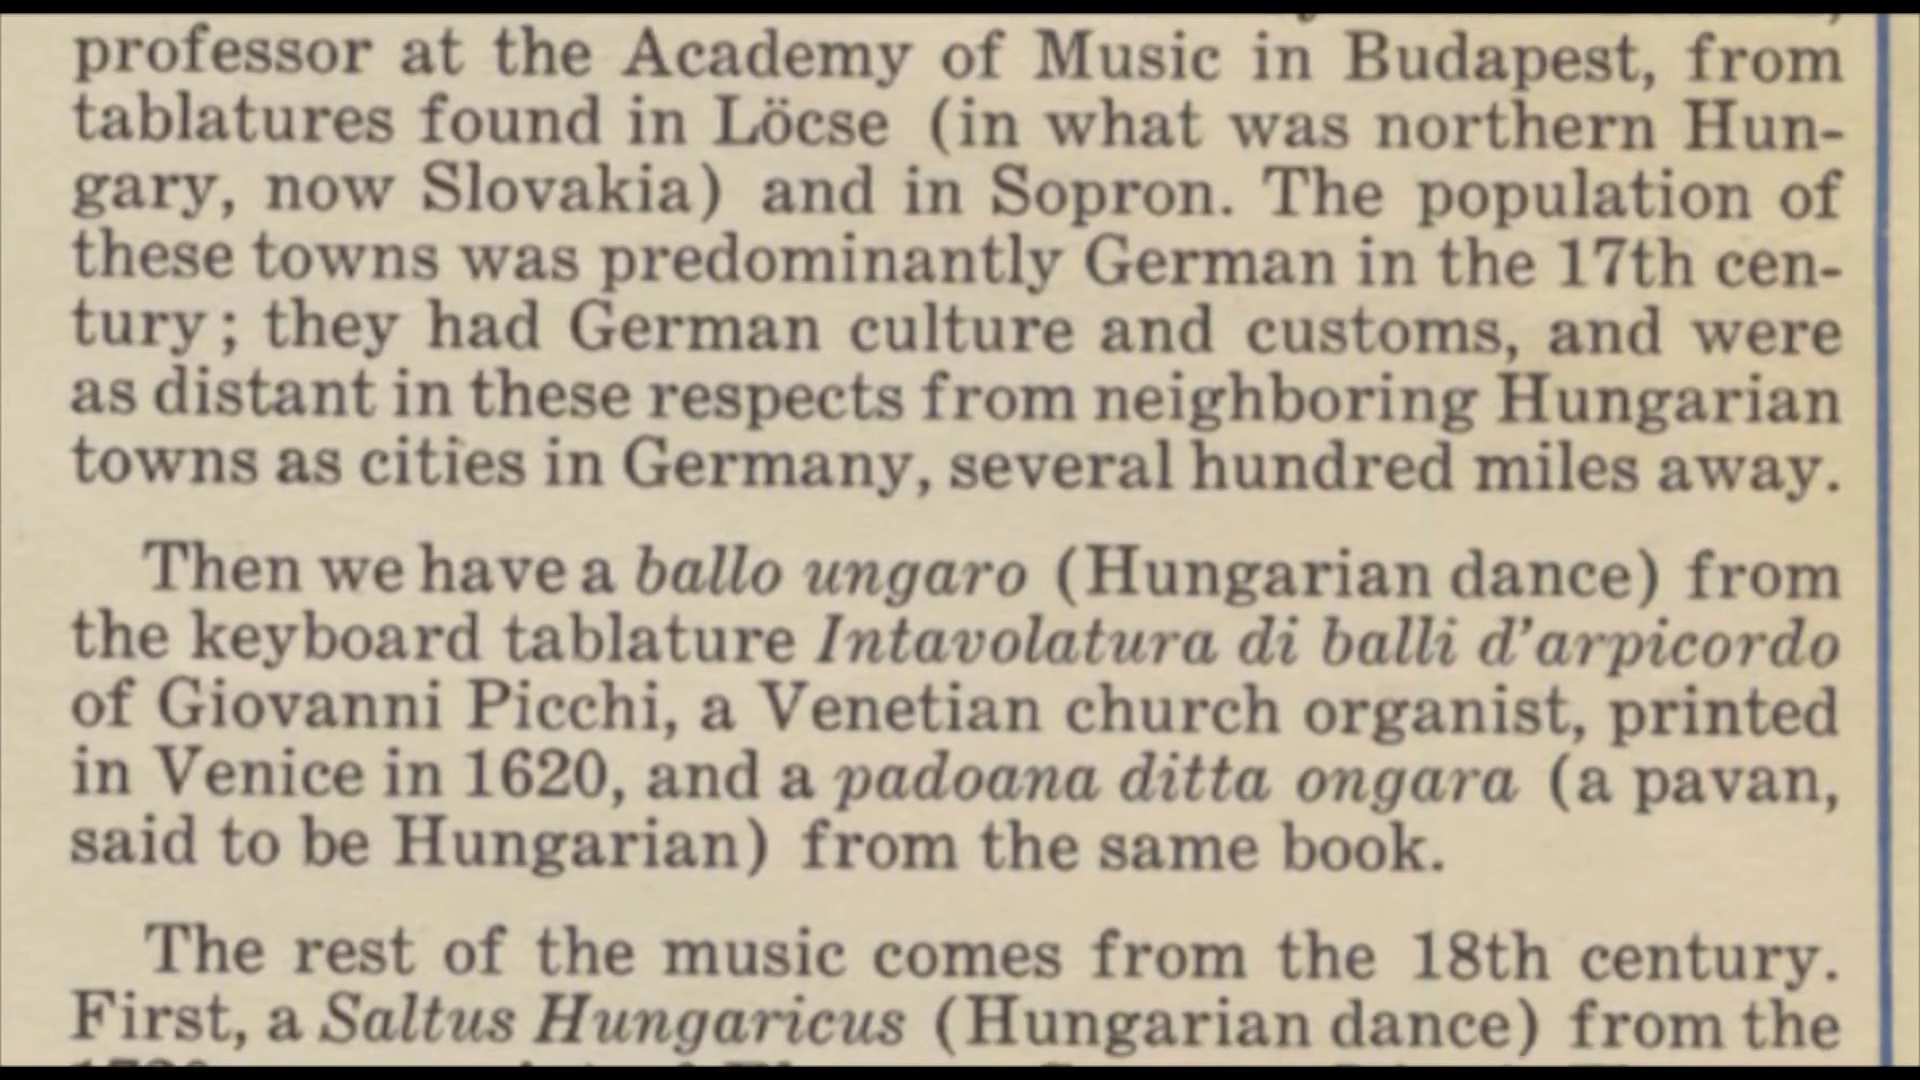 professor at the Academy of Music in Budapest, from
tablatures found in Löcse (in what was northern Hun-
gary, now Slovakia) and in Sopron. The population of
these towns was predominantly German in the 17th cen-
tury; they had German culture and customs, and were
as distant in these respects from neighboring Hungarian
towns as cities in Germany, several hundred miles away.
Then we have a ballo ungaro (Hungarian dance) from
the keyboard tablature Intavolatura di balli d'arpicordo
of Giovanni Picchi, a Venetian church organist, printed
in Venice in 1620, and a padoana ditta ongara (a pavan,
said to be Hungarian) from the same book.
The rest of the music comes from the 18th century.
First, a Saltus Hungaricus (Hungarian dance) from the